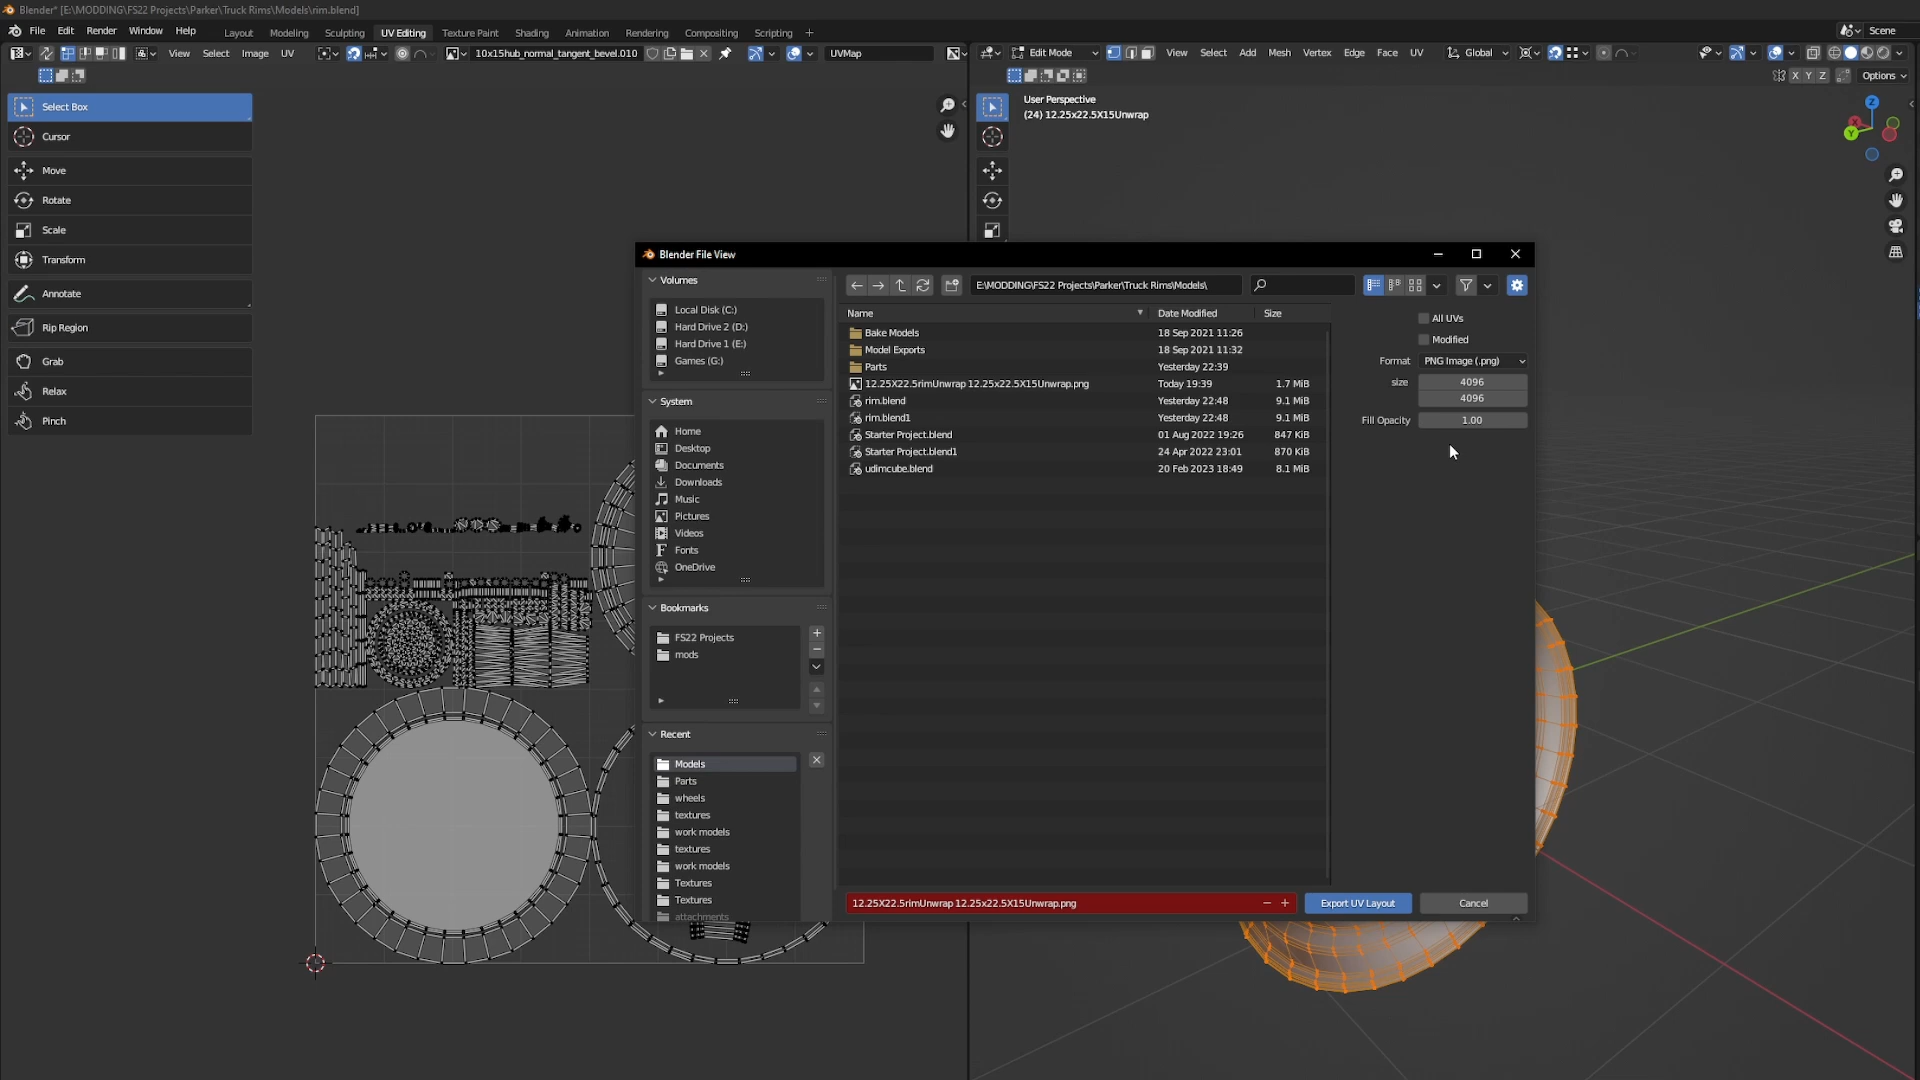 Blender* [E:\MODDING\FS22 Projects\Parker\Truck Rims\Models\rim.blend]
File Edit Render Window Help Layout Modeling Sculpting UV Editing Texture Paint Shading Animation Rendering Compositing Scripting + Scene
View Select Image UV 10x15hub_normal_tangent_bevel.010 UVMap Edit Mode View Select Add Mesh Vertex Edge Face UV Global
X Y Z Options
Select Box
Cursor
Move
Rotate
Scale
Transform
Annotate
Rip Region
Grab
Relax
Pinch
User Perspective
(24) 12.25x22.5X15Unwrap
Z
X
Y
Blender File View
Volumes
Local Disk (C:)
Hard Drive 2 (D:)
Hard Drive 1 (E:)
Games (G:)
System
Home
Desktop
Documents
Downloads
Music
Pictures
Videos
Fonts
OneDrive
Bookmarks
FS22 Projects
mods
Recent
Models
Parts
wheels
textures
work models
textures
work models
Textures
Textures
attachments
E:\MODDING\FS22 Projects\Parker\Truck Rims\Models\
Name Date Modified Size
Bake Models 18 Sep 2021 11:26
Model Exports 18 Sep 2021 11:32
Parts Yesterday 22:39
12.25X22.5rimUnwrap 12.25x22.5X15Unwrap.png Today 19:39 1.7 MiB
rim.blend Yesterday 22:48 9.1 MiB
rim.blend1 Yesterday 22:48 9.1 MiB
Starter Project.blend 01 Aug 2022 19:26 847 KiB
Starter Project.blend1 24 Apr 2022 23:01 870 KiB
udimcube.blend 20 Feb 2023 18:49 8.1 MiB
All UVs
Modified
Format PNG Image (.png)
size 4096
4096
Fill Opacity 1.00
12.25X22.5rimUnwrap 12.25x22.5X15Unwrap.png
Export UV Layout
Cancel